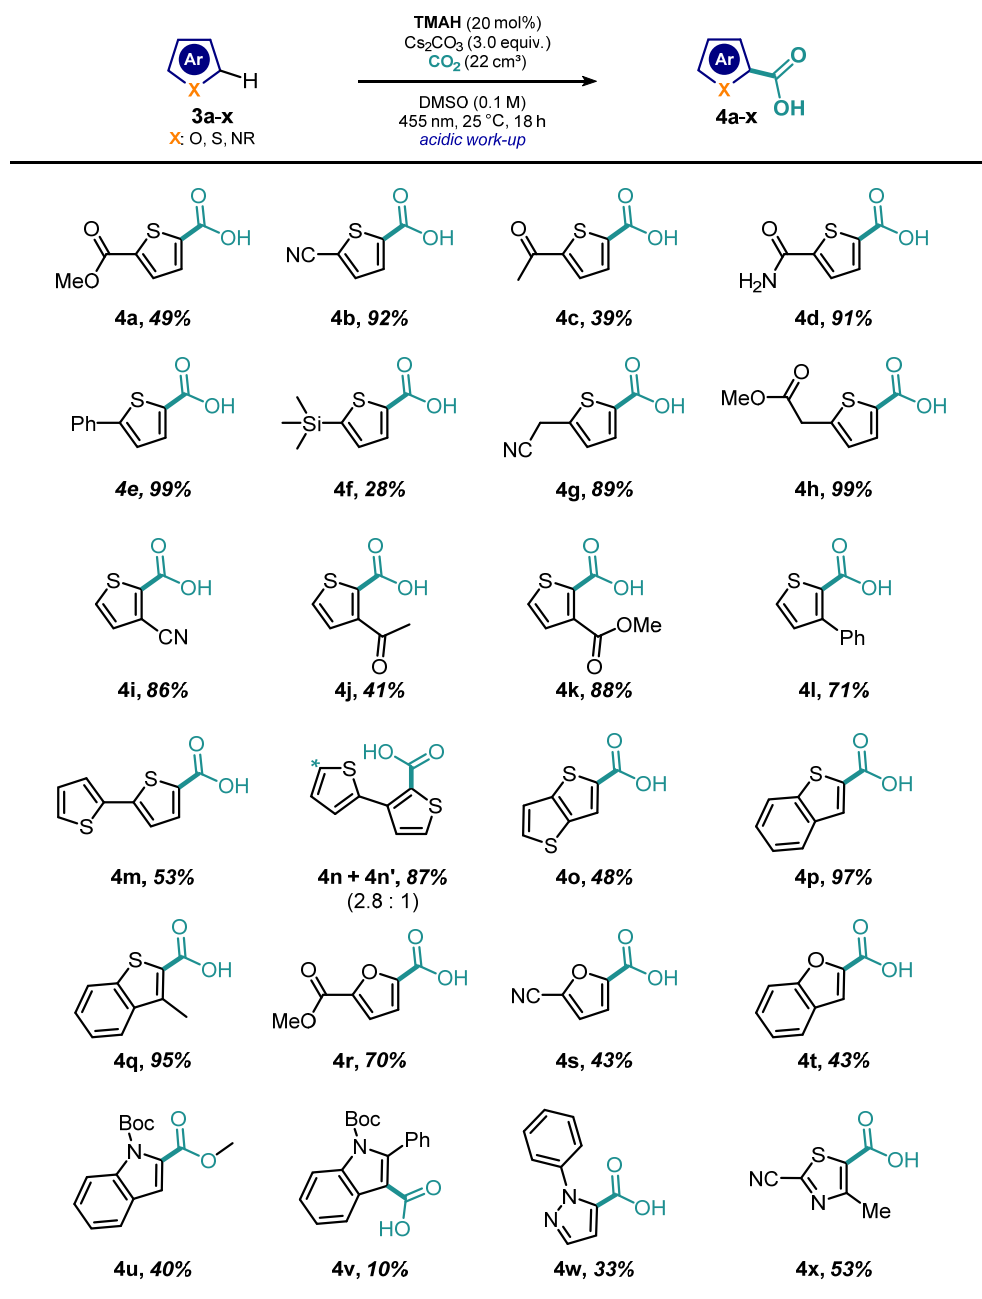 TMAH (20 mol%)
Cs₂CO₃ (3.0 equiv.)
CO₂ (22 cm³)
Ar
X
H
3a-x
X: O, S, NR
DMSO (0.1 M)
455 nm, 25 °C, 18 h
acidic work-up
Ar
X
O
OH
4a-x
O
MeO
S
O
OH
NC
S
O
OH
O
S
O
OH
O
H₂N
S
O
OH
4a, 49%
4b, 92%
4c, 39%
4d, 91%
Ph
S
O
OH
Si
S
O
OH
NC
S
O
OH
MeO
O
S
O
OH
4e, 99%
4f, 28%
4g, 89%
4h, 99%
S
O
OH
CN
S
O
OH
O
S
O
OH
OMe
O
S
O
OH
Ph
4i, 86%
4j, 41%
4k, 88%
4l, 71%
S
S
O
OH
*
S
HO
O
S
S
S
O
OH
S
O
OH
4m, 53%
4n + 4n', 87%
(2.8 : 1)
4o, 48%
4p, 97%
S
O
OH
O
MeO
O
O
OH
NC
O
O
OH
O
O
OH
4q, 95%
4r, 70%
4s, 43%
4t, 43%
Boc
N
O
O
Boc
N
Ph
O
HO
N
N
O
OH
NC
S
N
O
OH
Me
4u, 40%
4v, 10%
4w, 33%
4x, 53%